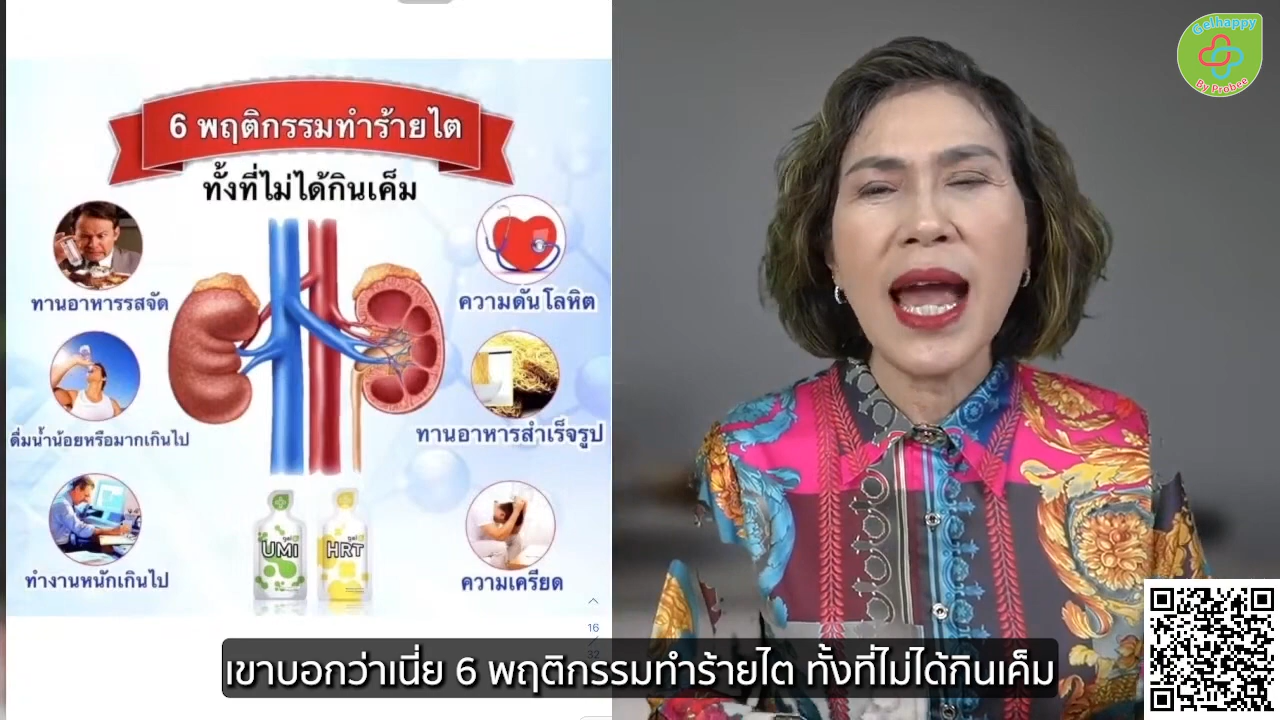 6 พฤติกรรมทำร้ายไต
ทั้งที่ไม่ได้กินเค็ม
ทานอาหารรสจัด
ความดันโลหิต
ดื่มน้ำน้อยหรือมากเกินไป
ทานอาหารสำเร็จรูป
ทำงานหนักเกินไป
ความเครียด
gel
UMI
gel
HRT
16
32
Gelhappy
By Probee
เขาบอกว่าเนี่ย 6 พฤติกรรมทำร้ายไต ทั้งที่ไม่ได้กินเค็ม